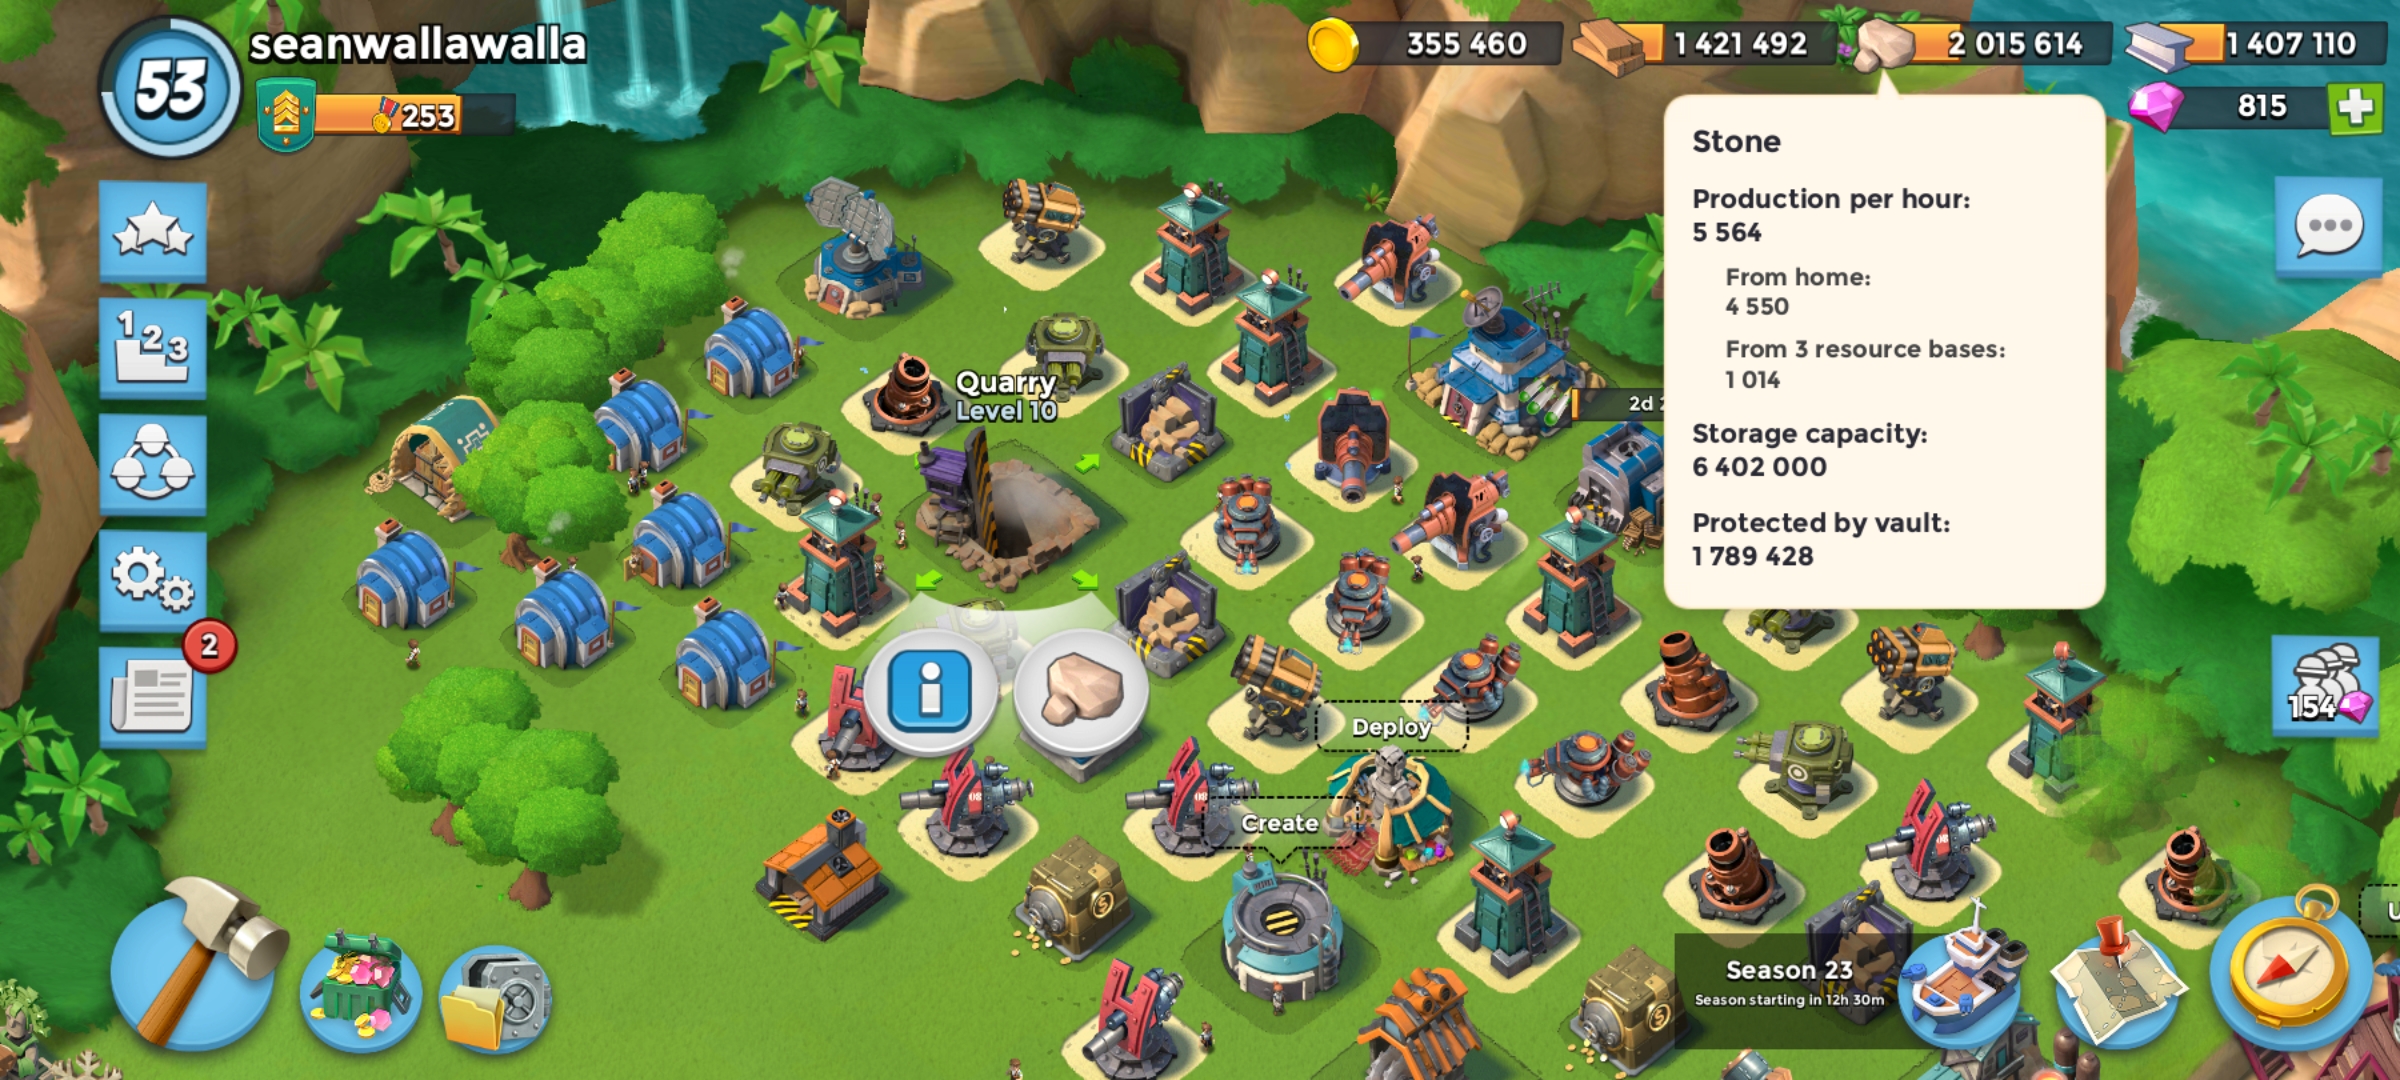 53
seanwallawalla
253
355 460
1 421 492
2 015 614
1 407 110
815
Stone
Production per hour:
5 564
From home:
4 550
From 3 resource bases:
1 014
Storage capacity:
6 402 000
Protected by vault:
1 789 428
1 2 3
Quarry
Level 10
2d
2
154
Deploy
Create
Season 23
Season starting in 12h 30m